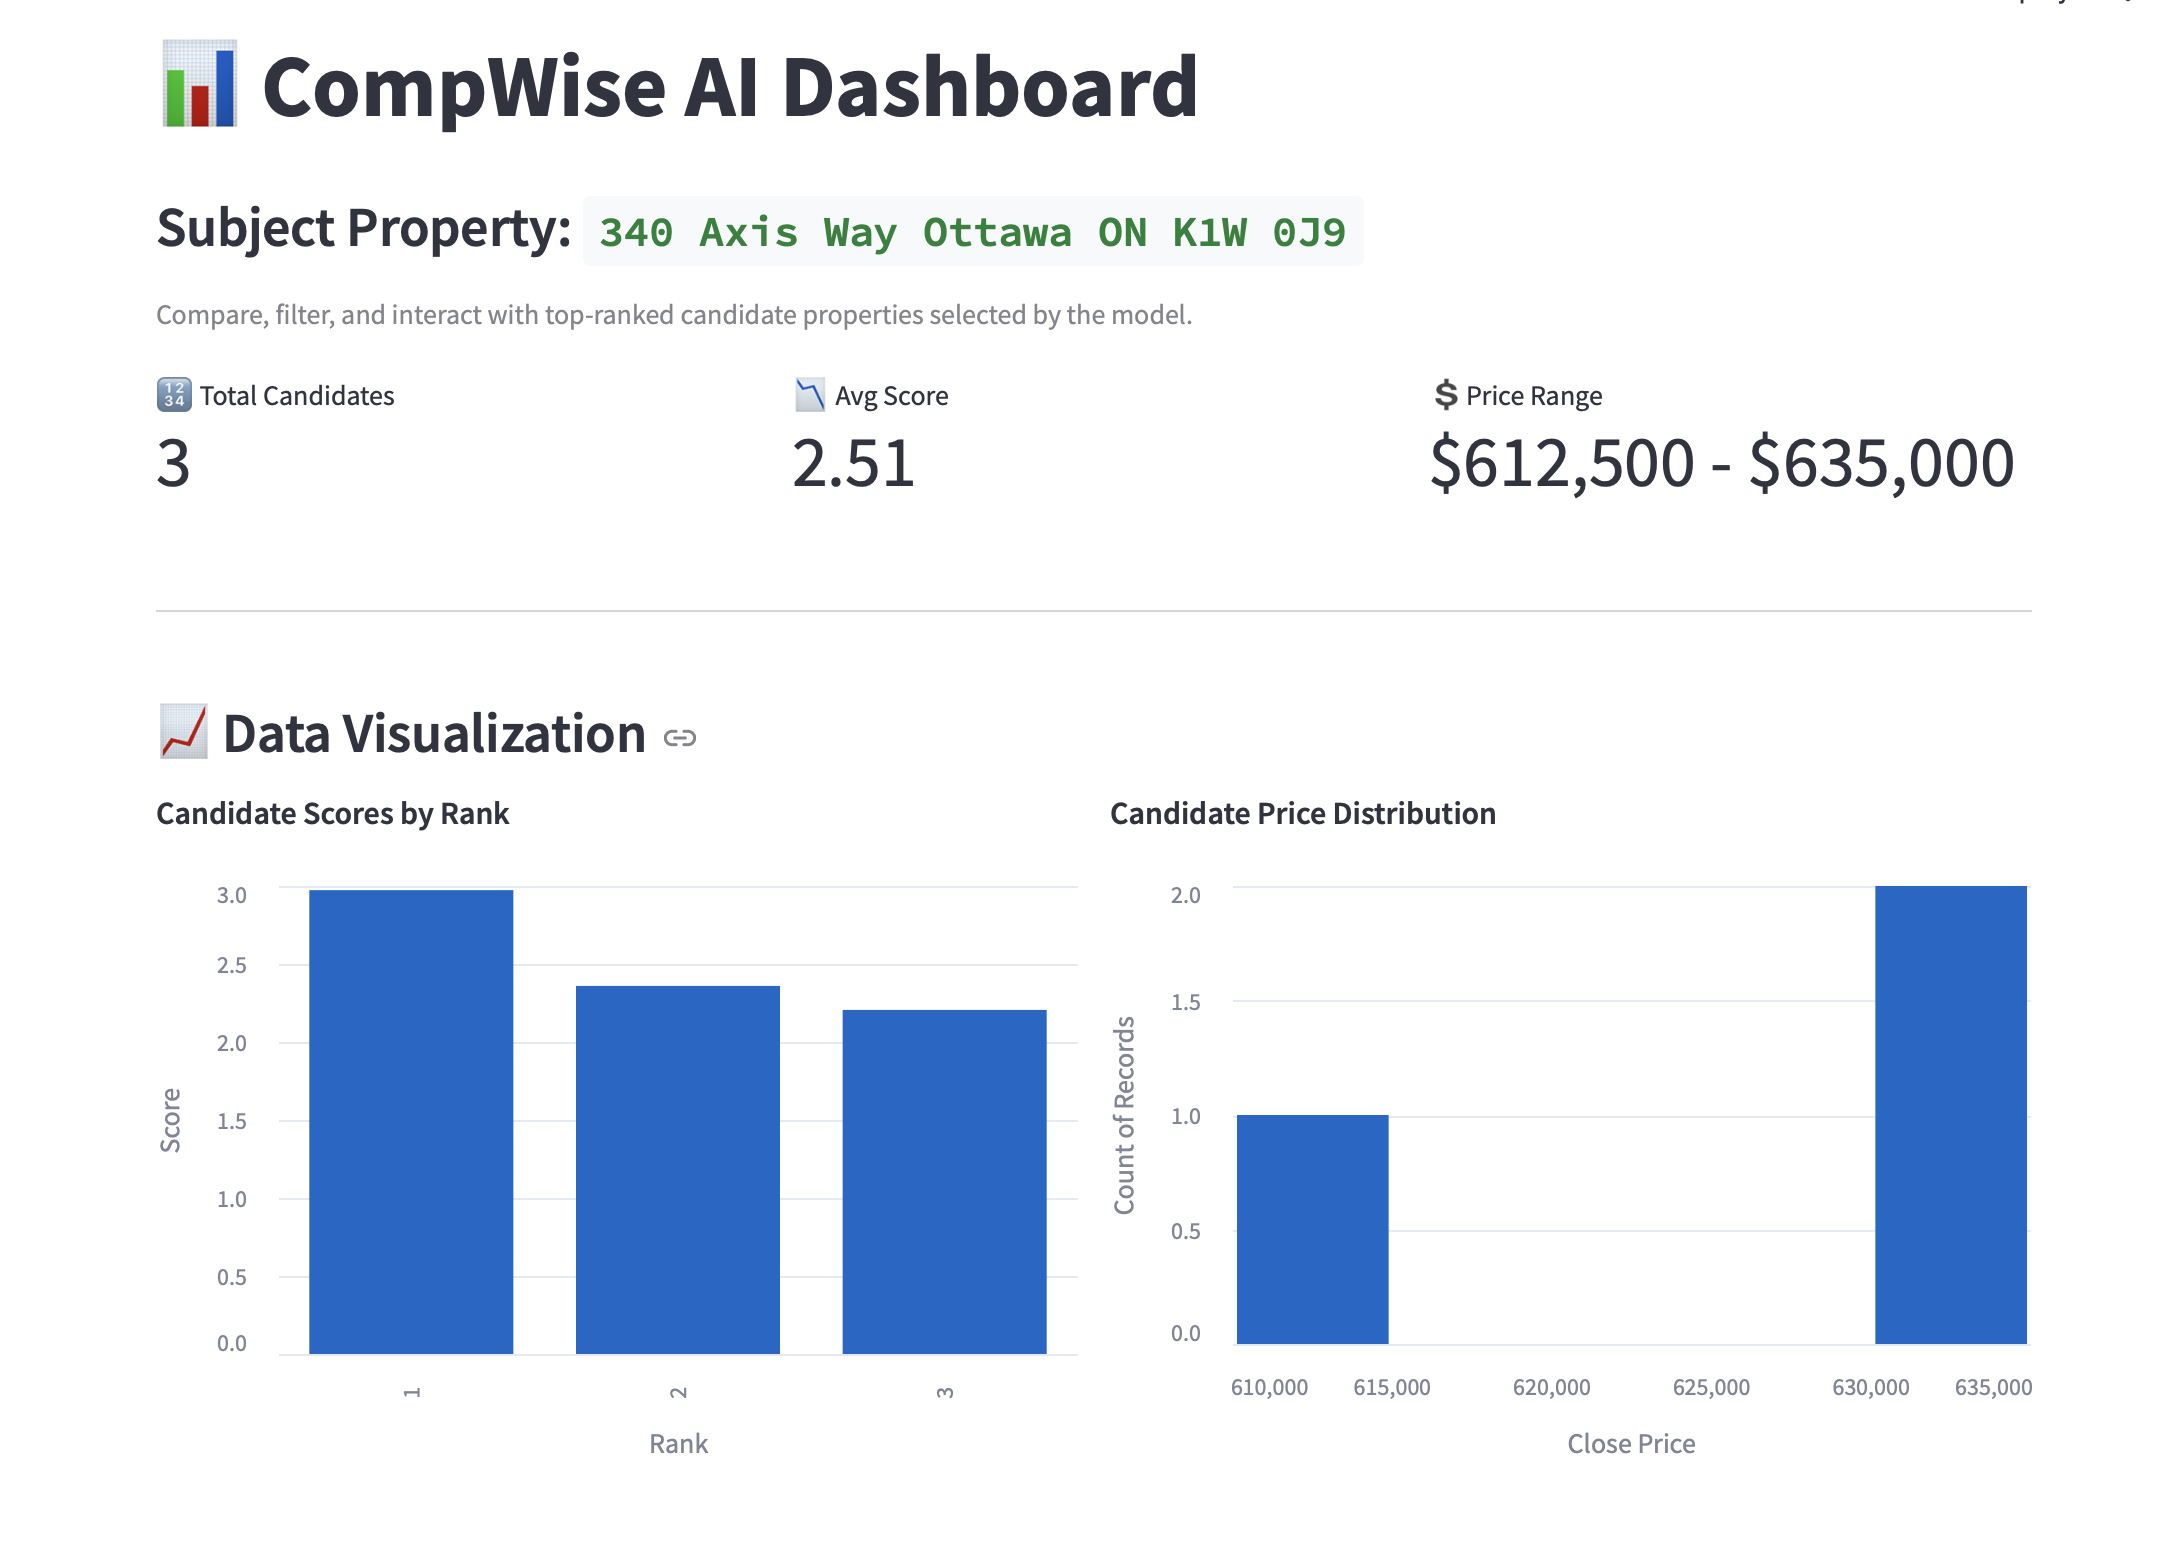 CompWise AI Dashboard
Subject Property: 340 Axis Way Ottawa ON K1W 0J9
Compare, filter, and interact with top-ranked candidate properties selected by the model.
Total Candidates
3
Avg Score
2.51
Price Range
$612,500 - $635,000
Data Visualization
Candidate Scores by Rank
3.0
2.5
2.0
1.5
1.0
0.5
0.0
Score
1
2
3
Rank
Candidate Price Distribution
2.0
1.5
1.0
0.5
0.0
Count of Records
610,000
615,000
620,000
625,000
630,000
635,000
Close Price